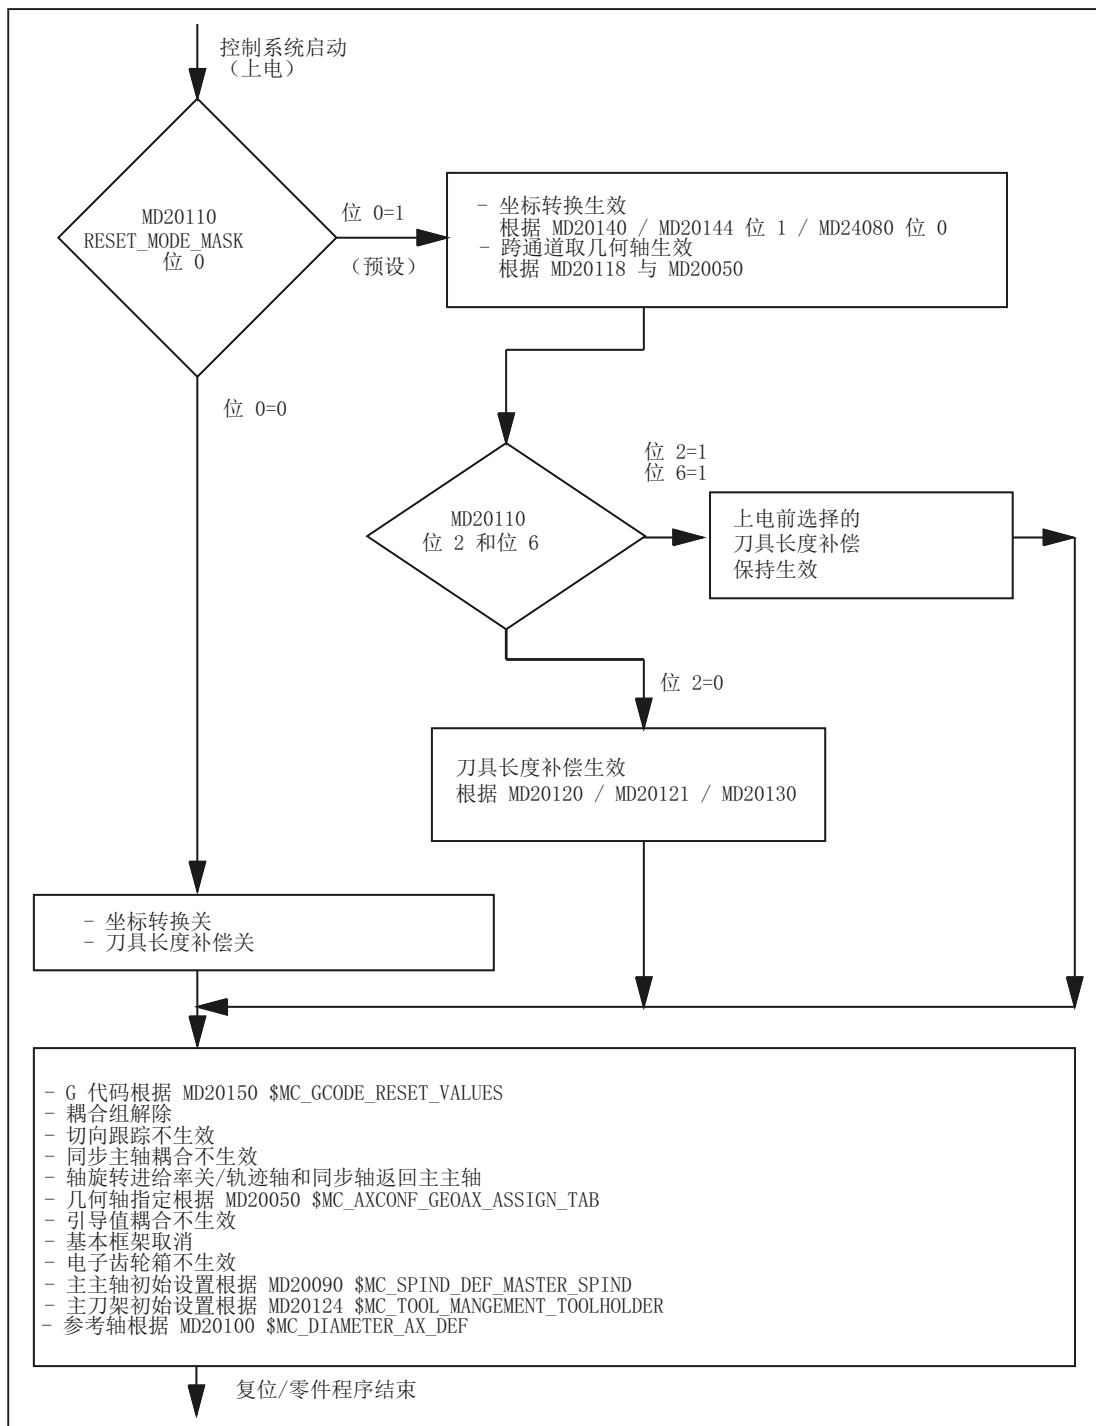 控制系统启动
（上电）
MD20110
RESET_MODE_MASK
位 0
位 0=1
（预设）
- 坐标转换生效
根据 MD20140 / MD20144 位 1 / MD24080 位 0
- 跨通道取几何轴生效
根据 MD20118 与 MD20050
位 0=0
MD20110
位 2 和位 6
位 2=1
位 6=1
上电前选择的
刀具长度补偿
保持生效
位 2=0
刀具长度补偿生效
根据 MD20120 / MD20121 / MD20130
- 坐标转换关
- 刀具长度补偿关
- G 代码根据 MD20150 $MC_GCODE_RESET_VALUES
- 耦合组解除
- 切向跟踪不生效
- 同步主轴耦合不生效
- 轴旋转进给率关/轨迹轴和同步轴返回主主轴
- 几何轴指定根据 MD20050 $MC_AXCONF_GEOAX_ASSIGN_TAB
- 引导值耦合不生效
- 基本框架取消
- 电子齿轮箱不生效
- 主主轴初始设置根据 MD20090 $MC_SPIND_DEF_MASTER_SPIND
- 主刀架初始设置根据 MD20124 $MC_TOOL_MANGEMENT_TOOLHOLDER
- 参考轴根据 MD20100 $MC_DIAMETER_AX_DEF
复位/零件程序结束